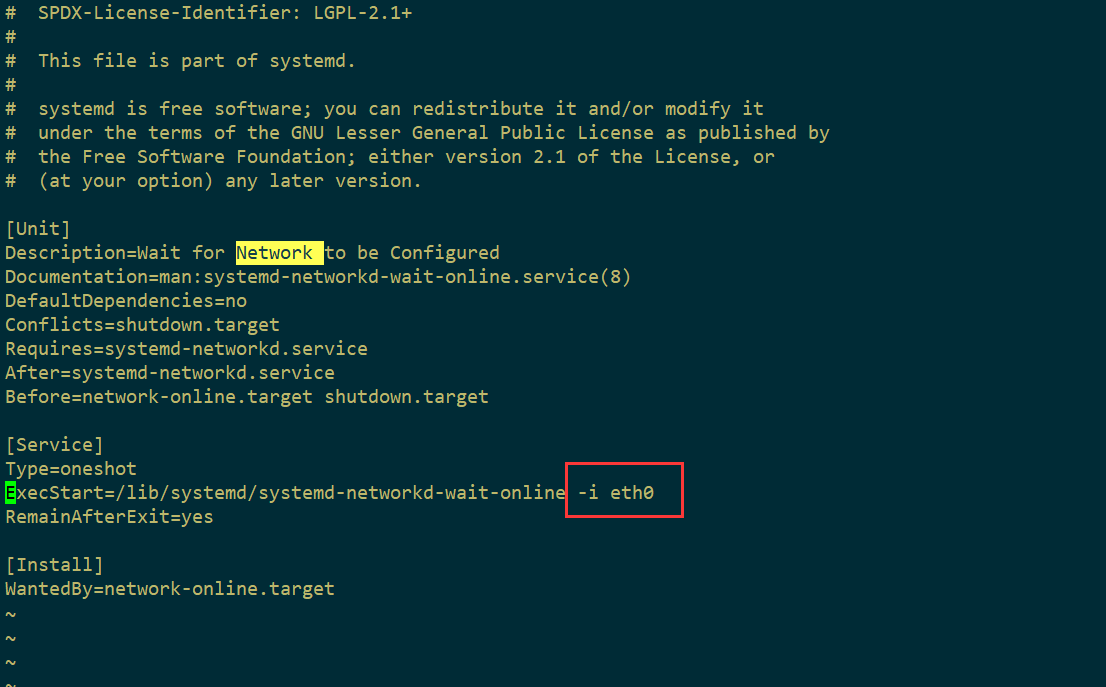 #  SPDX-License-Identifier: LGPL-2.1+
#
#  This file is part of systemd.
#
#  systemd is free software; you can redistribute it and/or modify it
#  under the terms of the GNU Lesser General Public License as published by
#  the Free Software Foundation; either version 2.1 of the License, or
#  (at your option) any later version.

[Unit]
Description=Wait for Network to be Configured
Documentation=man:systemd-networkd-wait-online.service(8)
DefaultDependencies=no
Conflicts=shutdown.target
Requires=systemd-networkd.service
After=systemd-networkd.service
Before=network-online.target shutdown.target

[Service]
Type=oneshot
ExecStart=/lib/systemd/systemd-networkd-wait-online -i eth0
RemainAfterExit=yes

[Install]
WantedBy=network-online.target
~
~
~
~